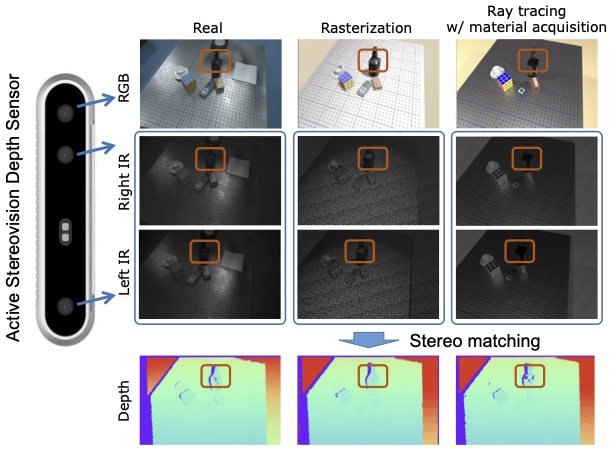 Real
Rasterization
Ray tracing
w/ material acquisition
Active Stereovision Depth Sensor
RGB
Right IR
Left IR
Stereo matching
Depth